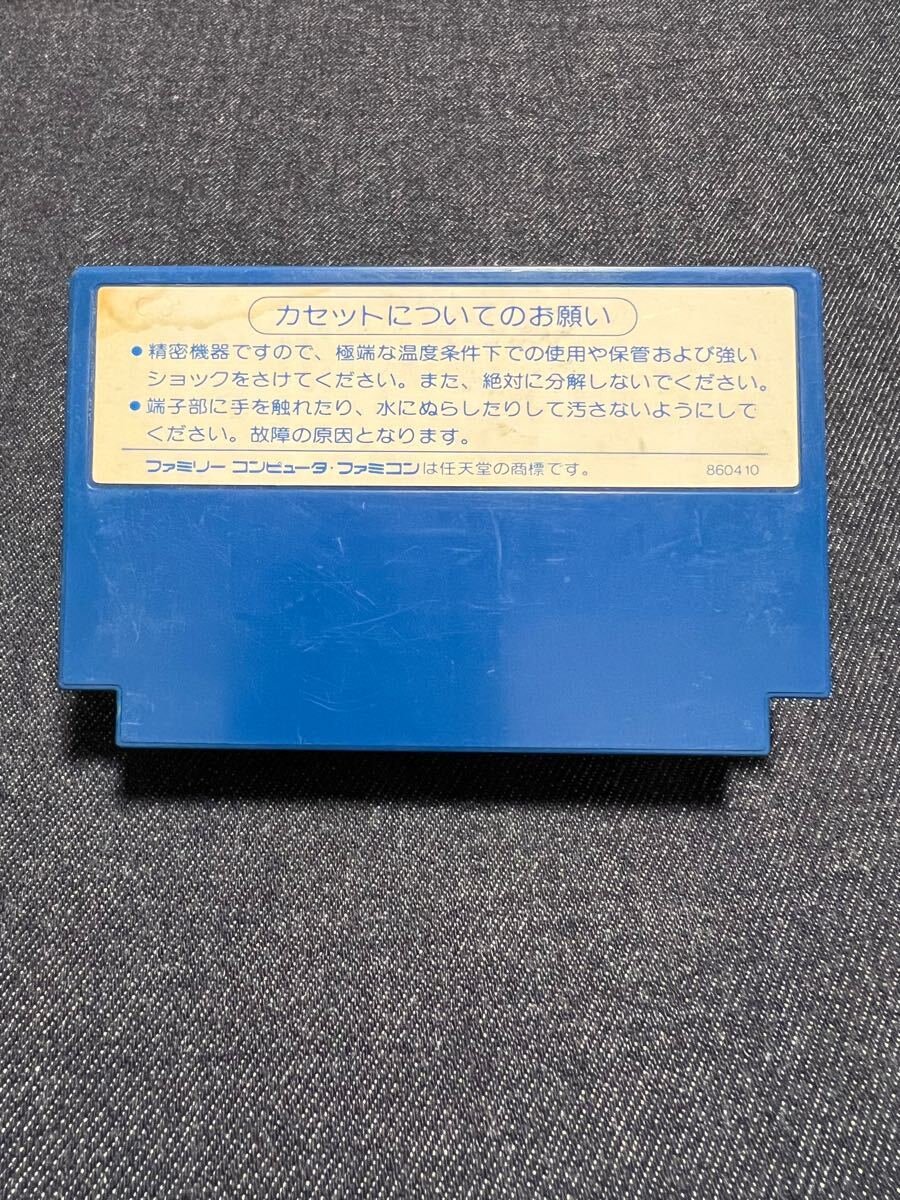 カセットについてのお願い
●精密機器ですので、極端な温度条件下での使用や保管および強い
ショックをさけてください。また、絶対に分解しないでください。
●端子部に手を触れたり、水にぬらしたりして汚さないようにして
ください。故障の原因となります。
ファミリー コンピュータ・ファミコンは任天堂の商標です。 860410